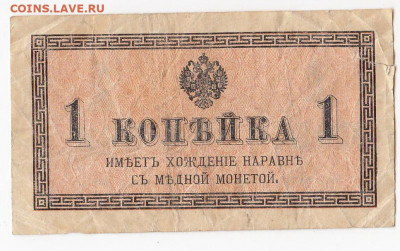 COINS.LAVE.RU
1 КОПѢЙКА 1
ИМѢЕТЪ ХОЖДЕНІЕ НАРАВНѢ
СЪ МѢДНОЙ МОНЕТОЙ.